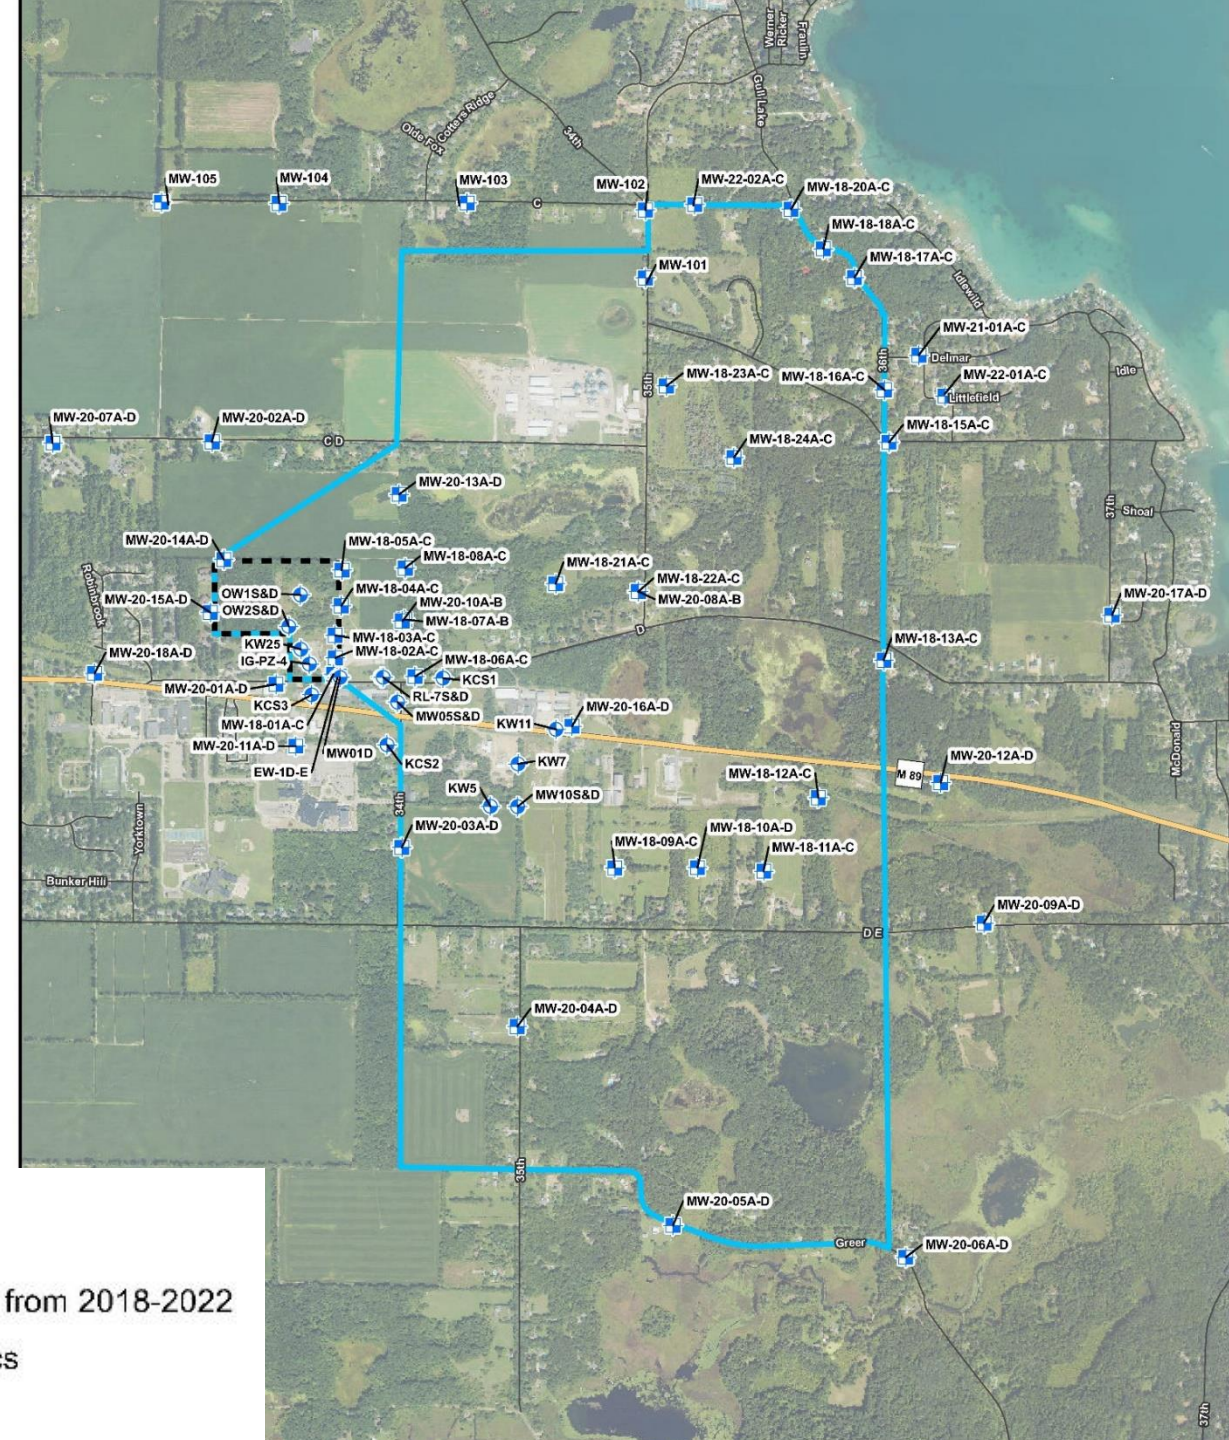 Werner
Ricker
Franlin
Gull Lake
Cotters Ridge
Olde Fox
34th
MW-105
MW-104
MW-103
C
MW-102
MW-22-02A-C
MW-18-20A-C
MW-18-18A-C
MW-18-17A-C
MW-101
Idlewild
MW-21-01A-C
Delmar
36th
35th
MW-18-23A-C
MW-18-16A-C
MW-22-01A-C
Littlefield
Idle
MW-20-07A-D
MW-20-02A-D
C D
MW-18-15A-C
MW-18-24A-C
MW-20-13A-D
37th
Shoal
MW-20-14A-D
MW-18-05A-C
MW-18-08A-C
MW-18-21A-C
MW-18-22A-C
MW-20-08A-B
Robinbrook
OW1S&D
MW-18-04A-C
MW-20-15A-D
MW-20-10A-B
OW2S&D
MW-18-07A-B
MW-20-17A-D
D
MW-18-03A-C
KW25
MW-18-02A-C
MW-18-13A-C
MW-20-18A-D
IG-PZ-4
MW-18-06A-C
KCS1
MW-20-01A-D
RL-7S&D
KCS3
MW05S&D
MW-20-16A-D
MW-18-01A-C
KW11
MW-20-11A-D
MW01D
McDonald
EW-1D-E
KCS2
KW7
MW-20-12A-D
M 89
MW-18-12A-C
KW5
MW10S&D
34th
Yorktown
MW-20-03A-D
MW-18-10A-D
MW-18-09A-C
MW-18-11A-C
Bunker Hill
MW-20-09A-D
D E
MW-20-04A-D
35th
MW-20-05A-D
Greer
MW-20-06A-D
from 2018-2022
37th